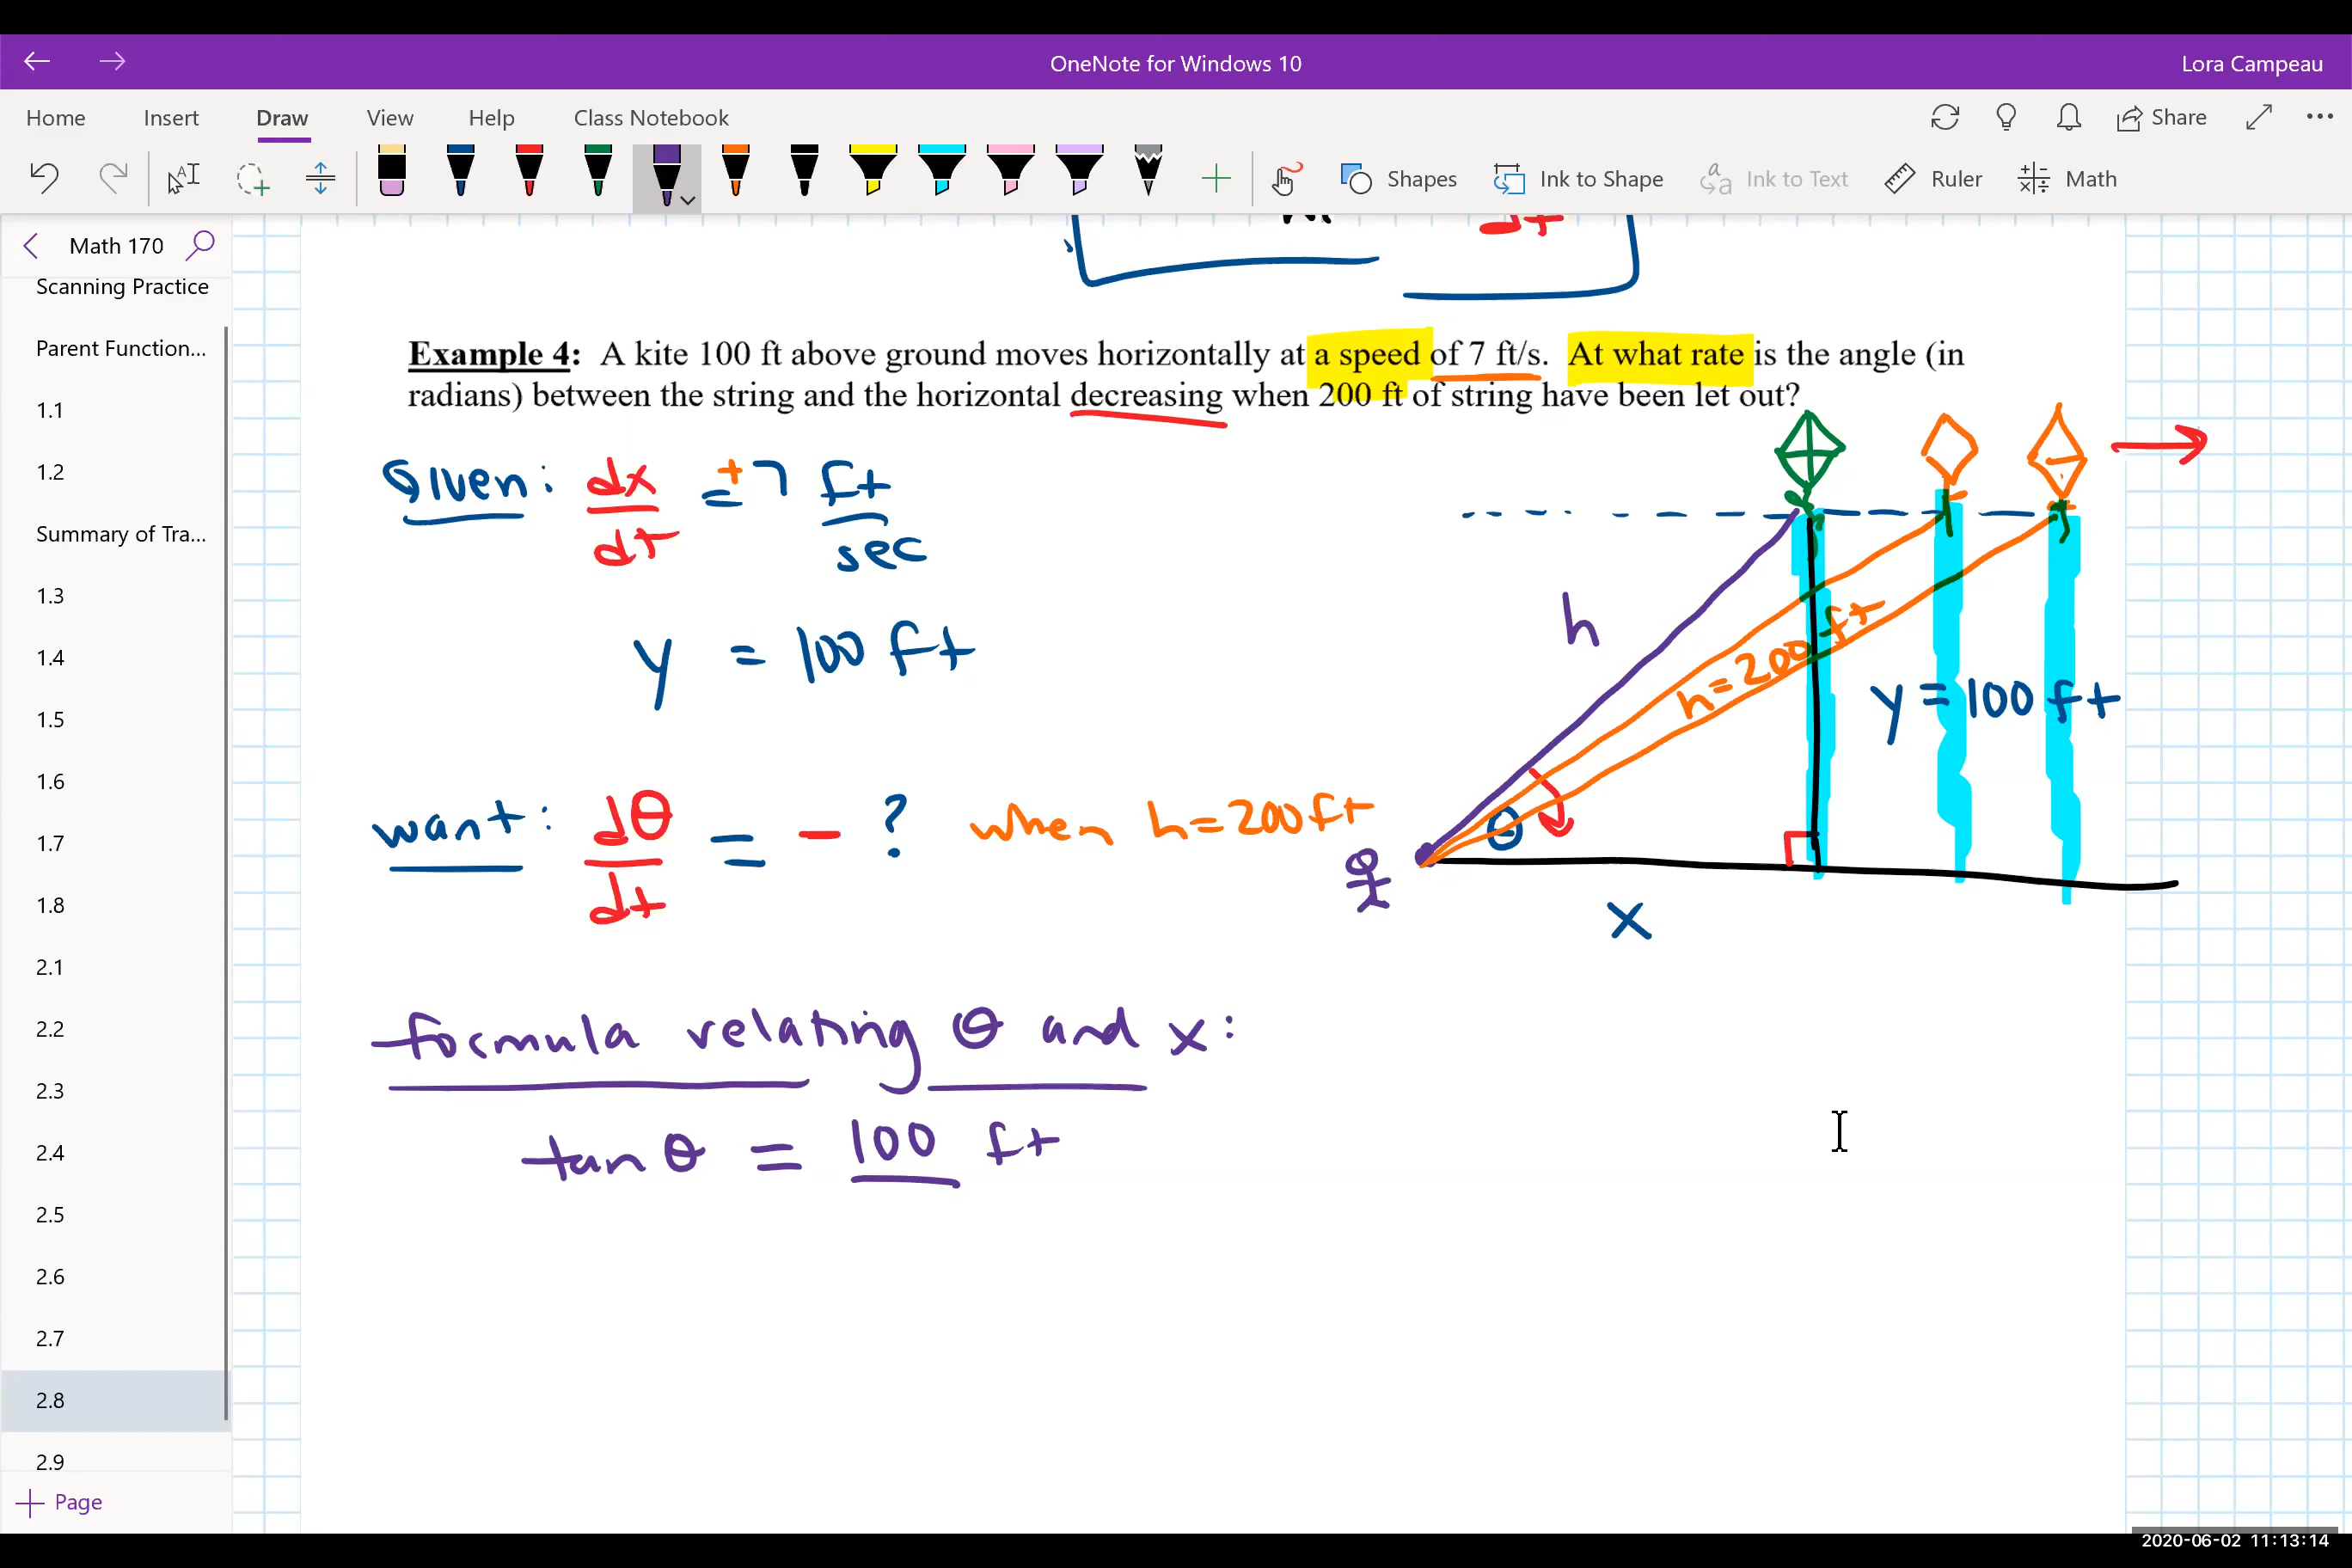 OneNote for Windows 10
Lora Campeau
Home Insert Draw View Help Class Notebook Share
Shapes Ink to Shape Ink to Text Ruler Math
Math 170
Scanning Practice
Parent Function...
1.1
1.2
Summary of Tra...
1.3
1.4
1.5
1.6
1.7
1.8
2.1
2.2
2.3
2.4
2.5
2.6
2.7
2.8
2.9
Page
dt
Example 4: A kite 100 ft above ground moves horizontally at a speed of 7 ft/s. At what rate is the angle (in
radians) between the string and the horizontal decreasing when 200 ft of string have been let out?
Given: dx/dt = +7 ft/sec
y = 100 ft
want: dθ/dt = - ? when h=200ft
formula relating θ and x:
tan θ = 100 ft
h
h=200 ft
y=100 ft
θ
x
2020-06-02 11:13:14